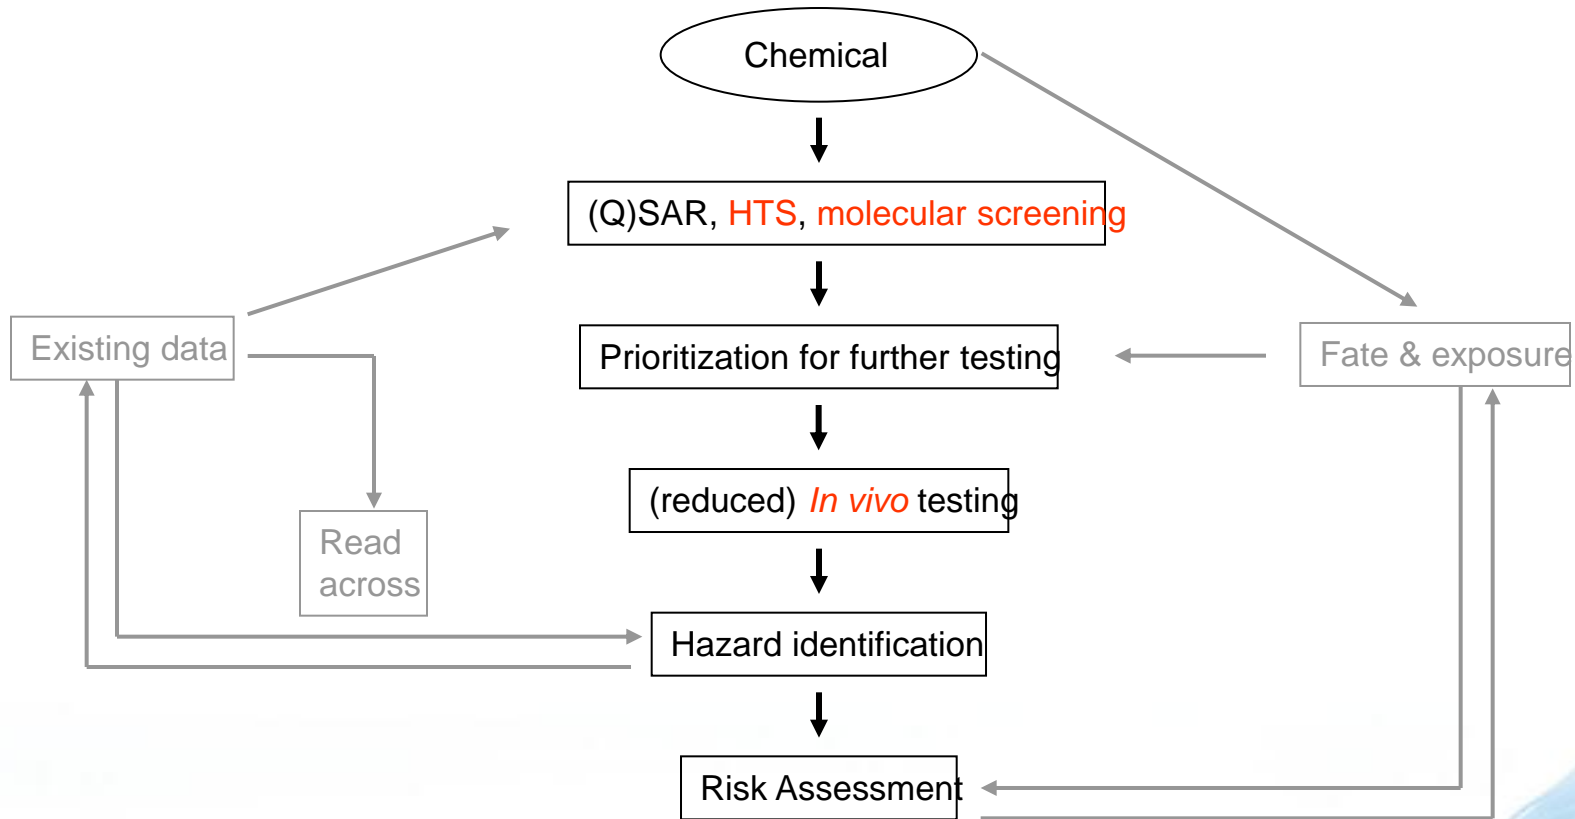 Chemical
(Q)SAR, HTS, molecular screening
Existing data
Prioritization for further testing
Fate & exposure
(reduced) In vivo testing
Read
across
Hazard identification
Risk Assessment